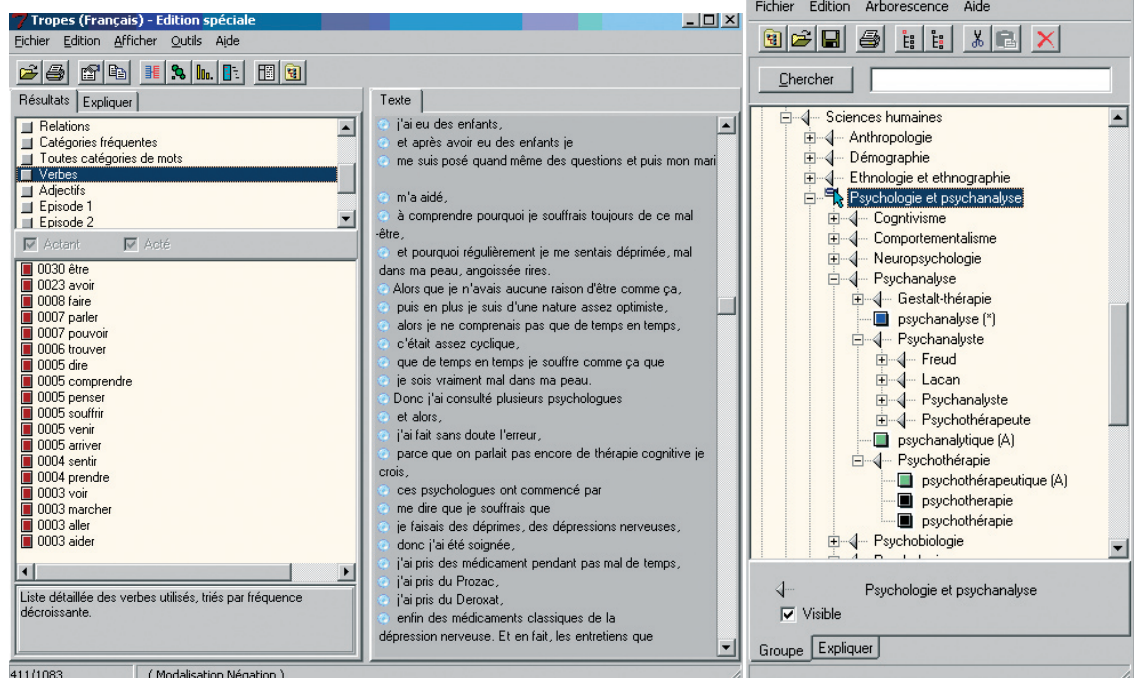 Tropes (Français) - Edition spéciale
Fichier Edition Afficher Outils Aide
Résultats Expliquer
Relations
Catégories fréquentes
Toutes catégories de mots
Verbes
Adjectifs
Episode 1
Episode 2
Actant Acté
0030 être
0023 avoir
0008 faire
0007 parler
0007 pouvoir
0006 trouver
0005 dire
0005 comprendre
0005 penser
0005 souffrir
0005 venir
0005 arriver
0004 sentir
0004 prendre
0003 voir
0003 marcher
0003 aller
0003 aider
Liste détaillée des verbes utilisés, triés par fréquence
décroissante.
411/1083 ( Modalisation Négation )
Texte
j'ai eu des enfants,
et après avoir eu des enfants je
me suis posé quand même des questions et puis mon mari
m'a aidé,
à comprendre pourquoi je souffrais toujours de ce mal
-être,
et pourquoi régulièrement je me sentais déprimée, mal
dans ma peau, angoissée rires.
Alors que je n'avais aucune raison d'être comme ça,
puis en plus je suis d'une nature assez optimiste,
alors je ne comprenais pas que de temps en temps,
c'était assez cyclique,
que de temps en temps je souffre comme ça que
je sois vraiment mal dans ma peau.
Donc j'ai consulté plusieurs psychologues
et alors,
j'ai fait sans doute l'erreur,
parce que on parlait pas encore de thérapie cognitive je
crois,
ces psychologues ont commencé par
me dire que je souffrais que
je faisais des déprimes, des dépressions nerveuses,
donc j'ai été soignée,
j'ai pris des médicament pendant pas mal de temps,
j'ai pris du Prozac,
j'ai pris du Deroxat,
enfin des médicaments classiques de la
dépression nerveuse. Et en fait, les entretiens que
Fichier Edition Arborescence Aide
Chercher
Sciences humaines
Anthropologie
Démographie
Ethnologie et ethnographie
Psychologie et psychanalyse
Cogntivisme
Comportementalisme
Neuropsychologie
Psychanalyse
Gestalt-thérapie
psychanalyse (*)
Psychanalyste
Freud
Lacan
Psychanalyste
Psychothérapeute
psychanalytique (A)
Psychothérapie
psychothérapeutique (A)
psychotherapie
psychothérapie
Psychobiologie
Psychologie et psychanalyse
Visible
Groupe Expliquer